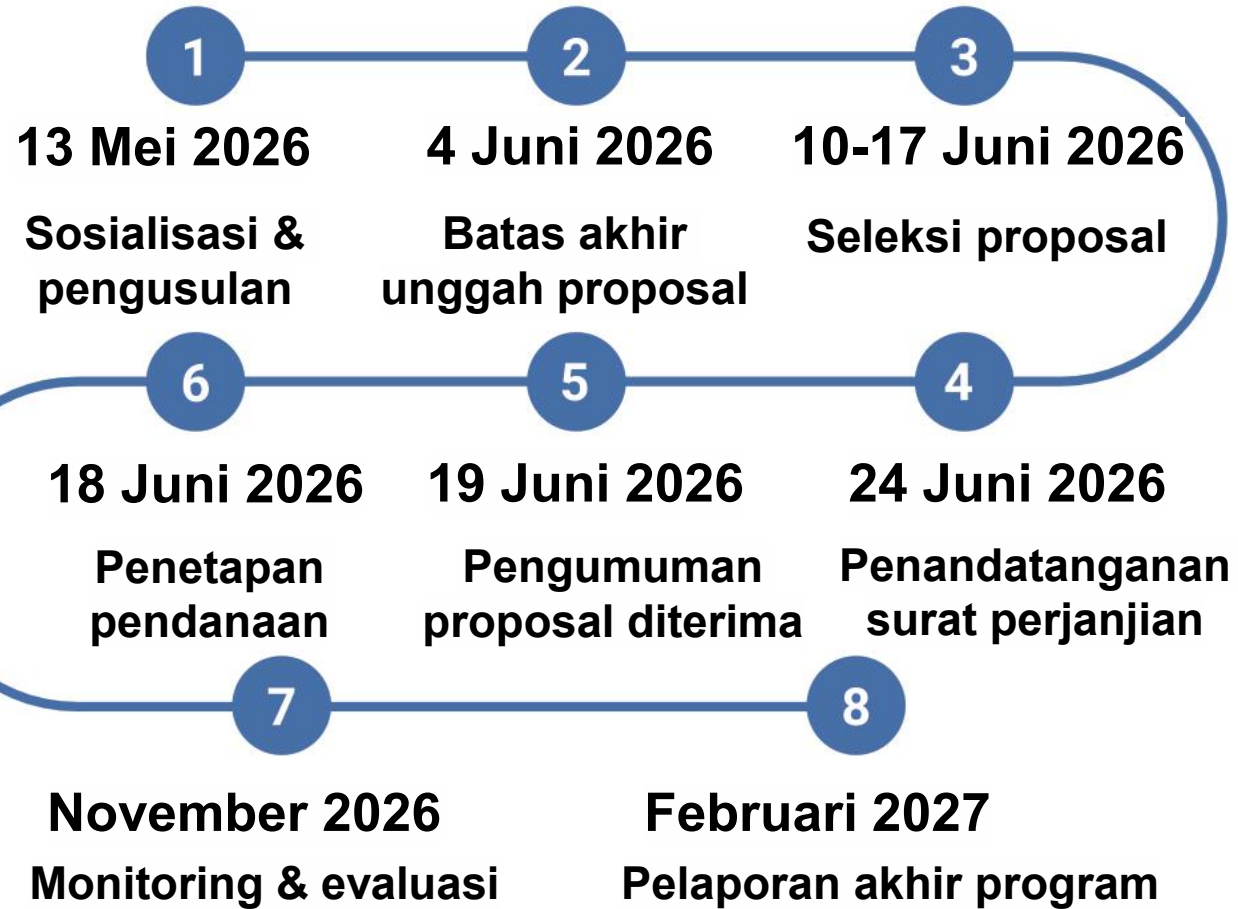 1
2
3
13 Mei 2026
4 Juni 2026
10-17 Juni 2026
Sosialisasi &
pengusulan
Batas akhir
unggah proposal
Seleksi proposal
6
5
4
18 Juni 2026
19 Juni 2026
24 Juni 2026
Penetapan
pendanaan
Pengumuman
proposal diterima
Penandatanganan
surat perjanjian
7
8
November 2026
Februari 2027
Monitoring & evaluasi
Pelaporan akhir program